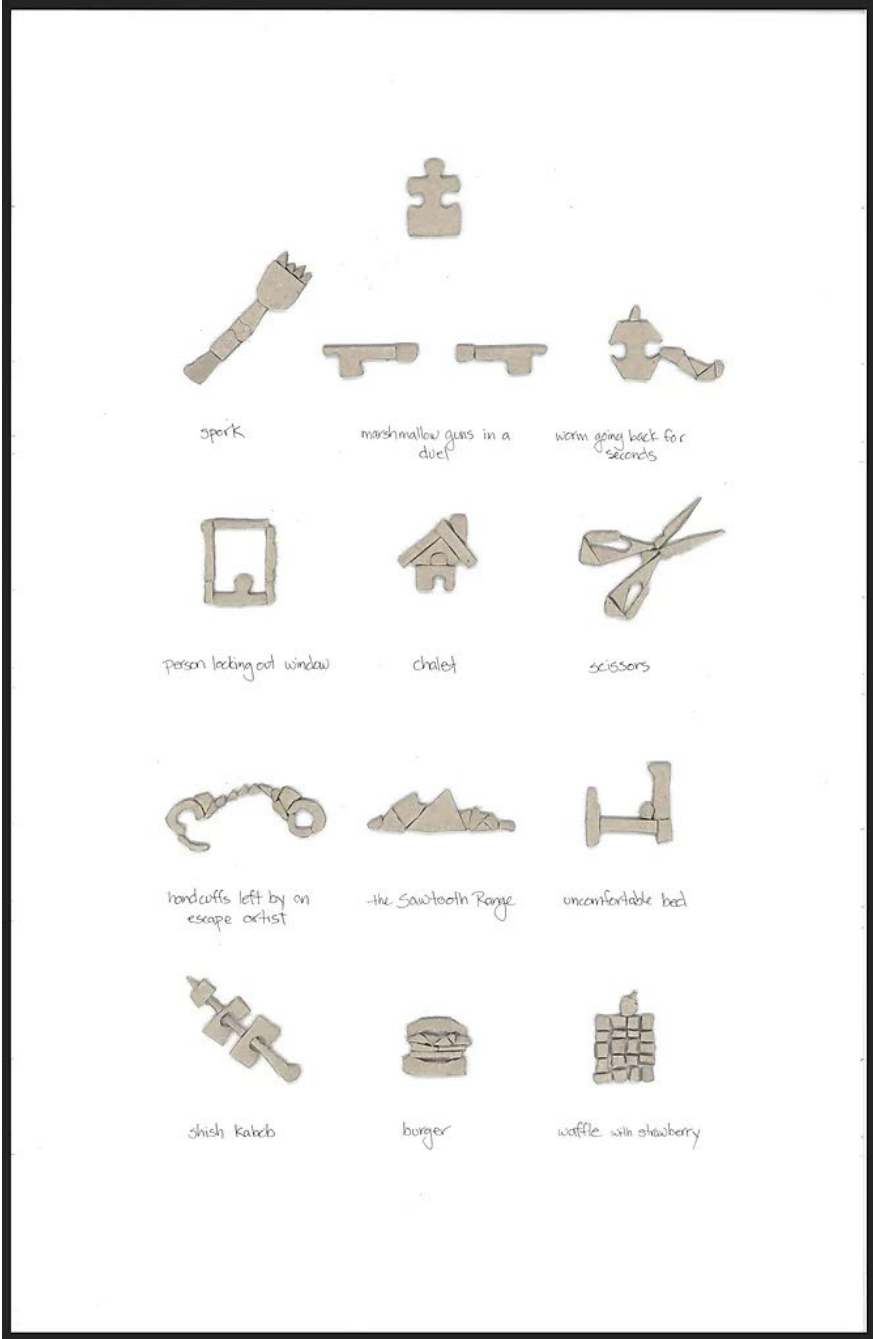 spork
marshmallow guns in a
duel
worm going back for
seconds
person looking out window
chalet
scissors
handcuffs left by an
escape artist
the Sawtooth Range
uncomfortable bed
shish kabob
burger
waffle with strawberry